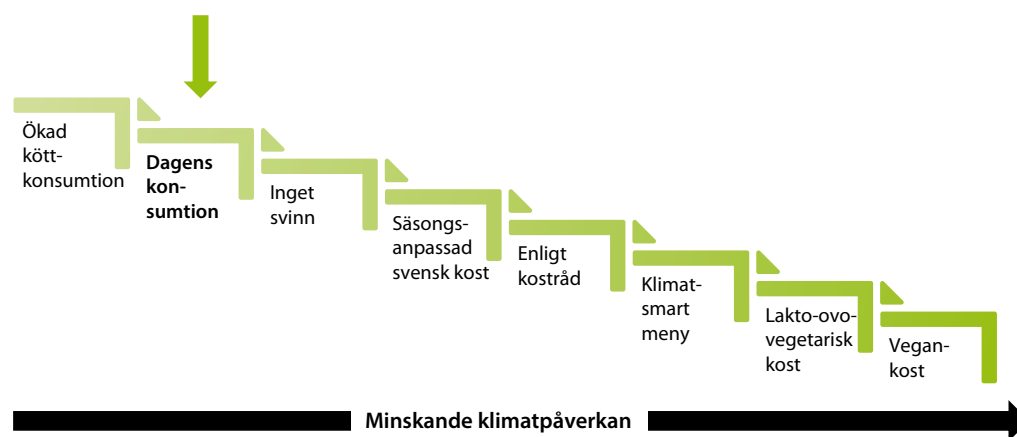 Ökad
kött-
konsumtion
Dagens
kon-
sumtion
Inget
svinn
Säsongs-
anpassad
svensk kost
Enligt
kostråd
Klimat-
smart
meny
Lakto-ovo-
vegetarisk
kost
Vegan-
kost
Minskande klimatpåverkan